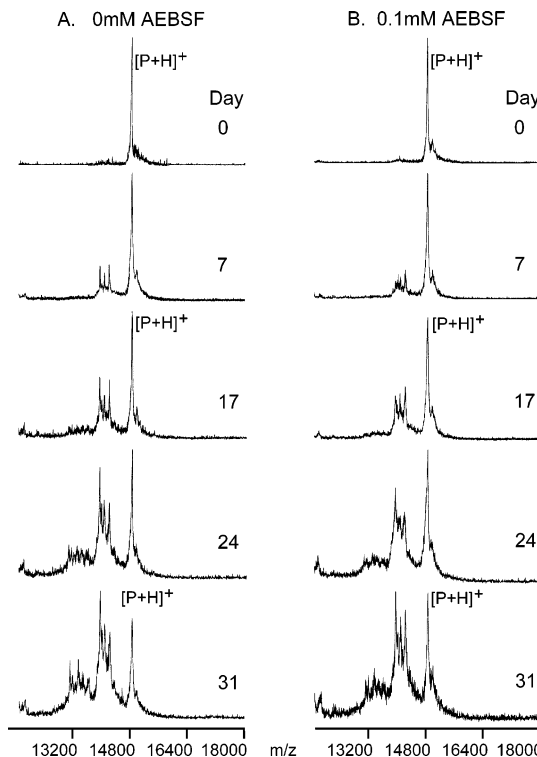 A. 0mM AEBSF
B. 0.1mM AEBSF
[P+H]+
Day
0
[P+H]+
Day
0
7
7
[P+H]+
17
[P+H]+
17
24
24
[P+H]+
31
[P+H]+
31
13200 14800 16400 18000 m/z 13200 14800 16400 18000